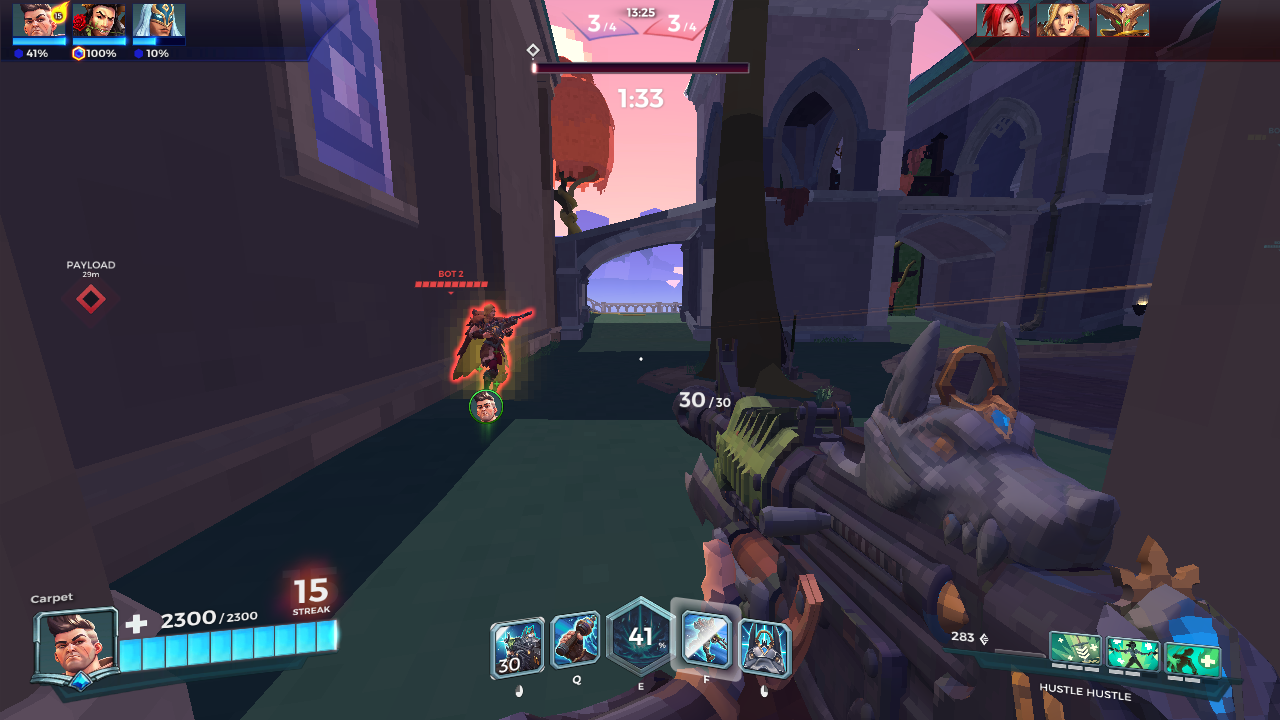 15
41%
100%
10%
13:25
3/4
3/4
1:33
PAYLOAD
29m
BOT 2
30/30
Carpet
2300/2300
15
STREAK
30
41%
Q
E
F
283
HUSTLE HUSTLE